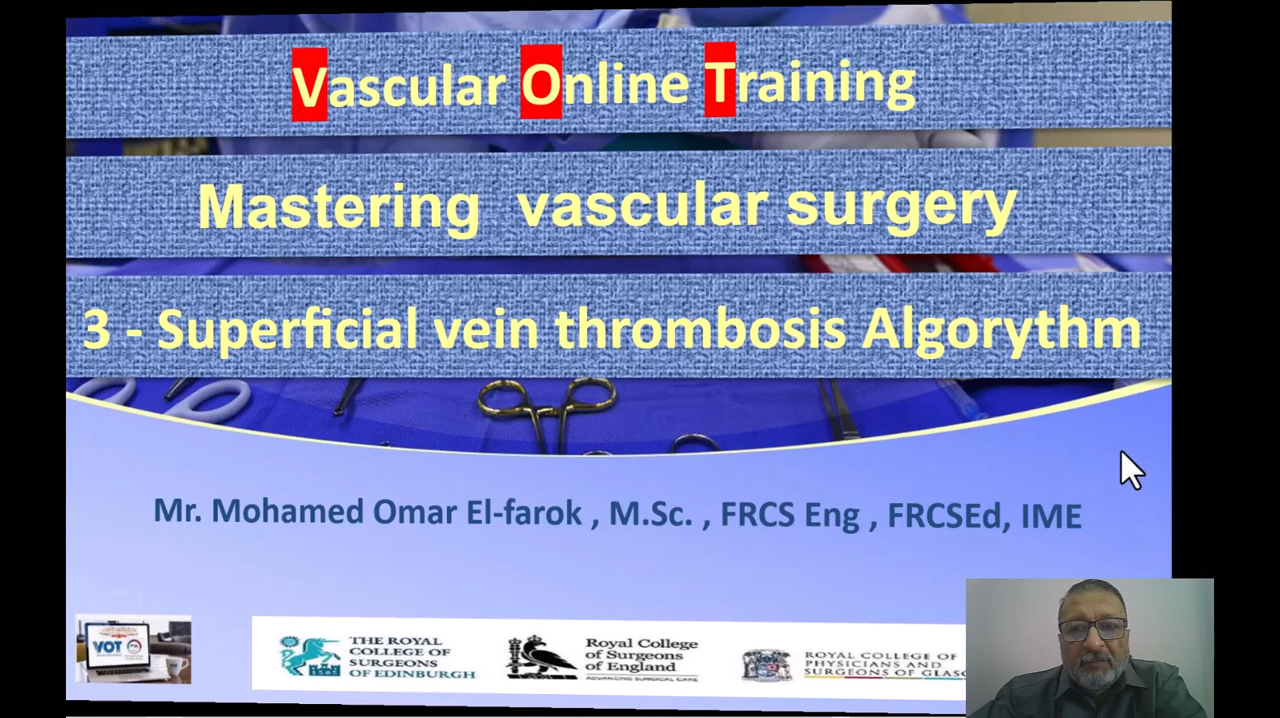 Vascular Online Training
Mastering vascular surgery
3 - Superficial vein thrombosis Algorythm
Mr. Mohamed Omar El-farok , M.Sc. , FRCS Eng , FRCSEd, IME
VOT
THE ROYAL
COLLEGE OF
SURGEONS
OF EDINBURGH
1505
Royal College
of Surgeons
of England
ADVANCING SURGICAL CARE
ROYAL COLLEGE OF
PHYSICIANS AND
SURGEONS OF GLASG